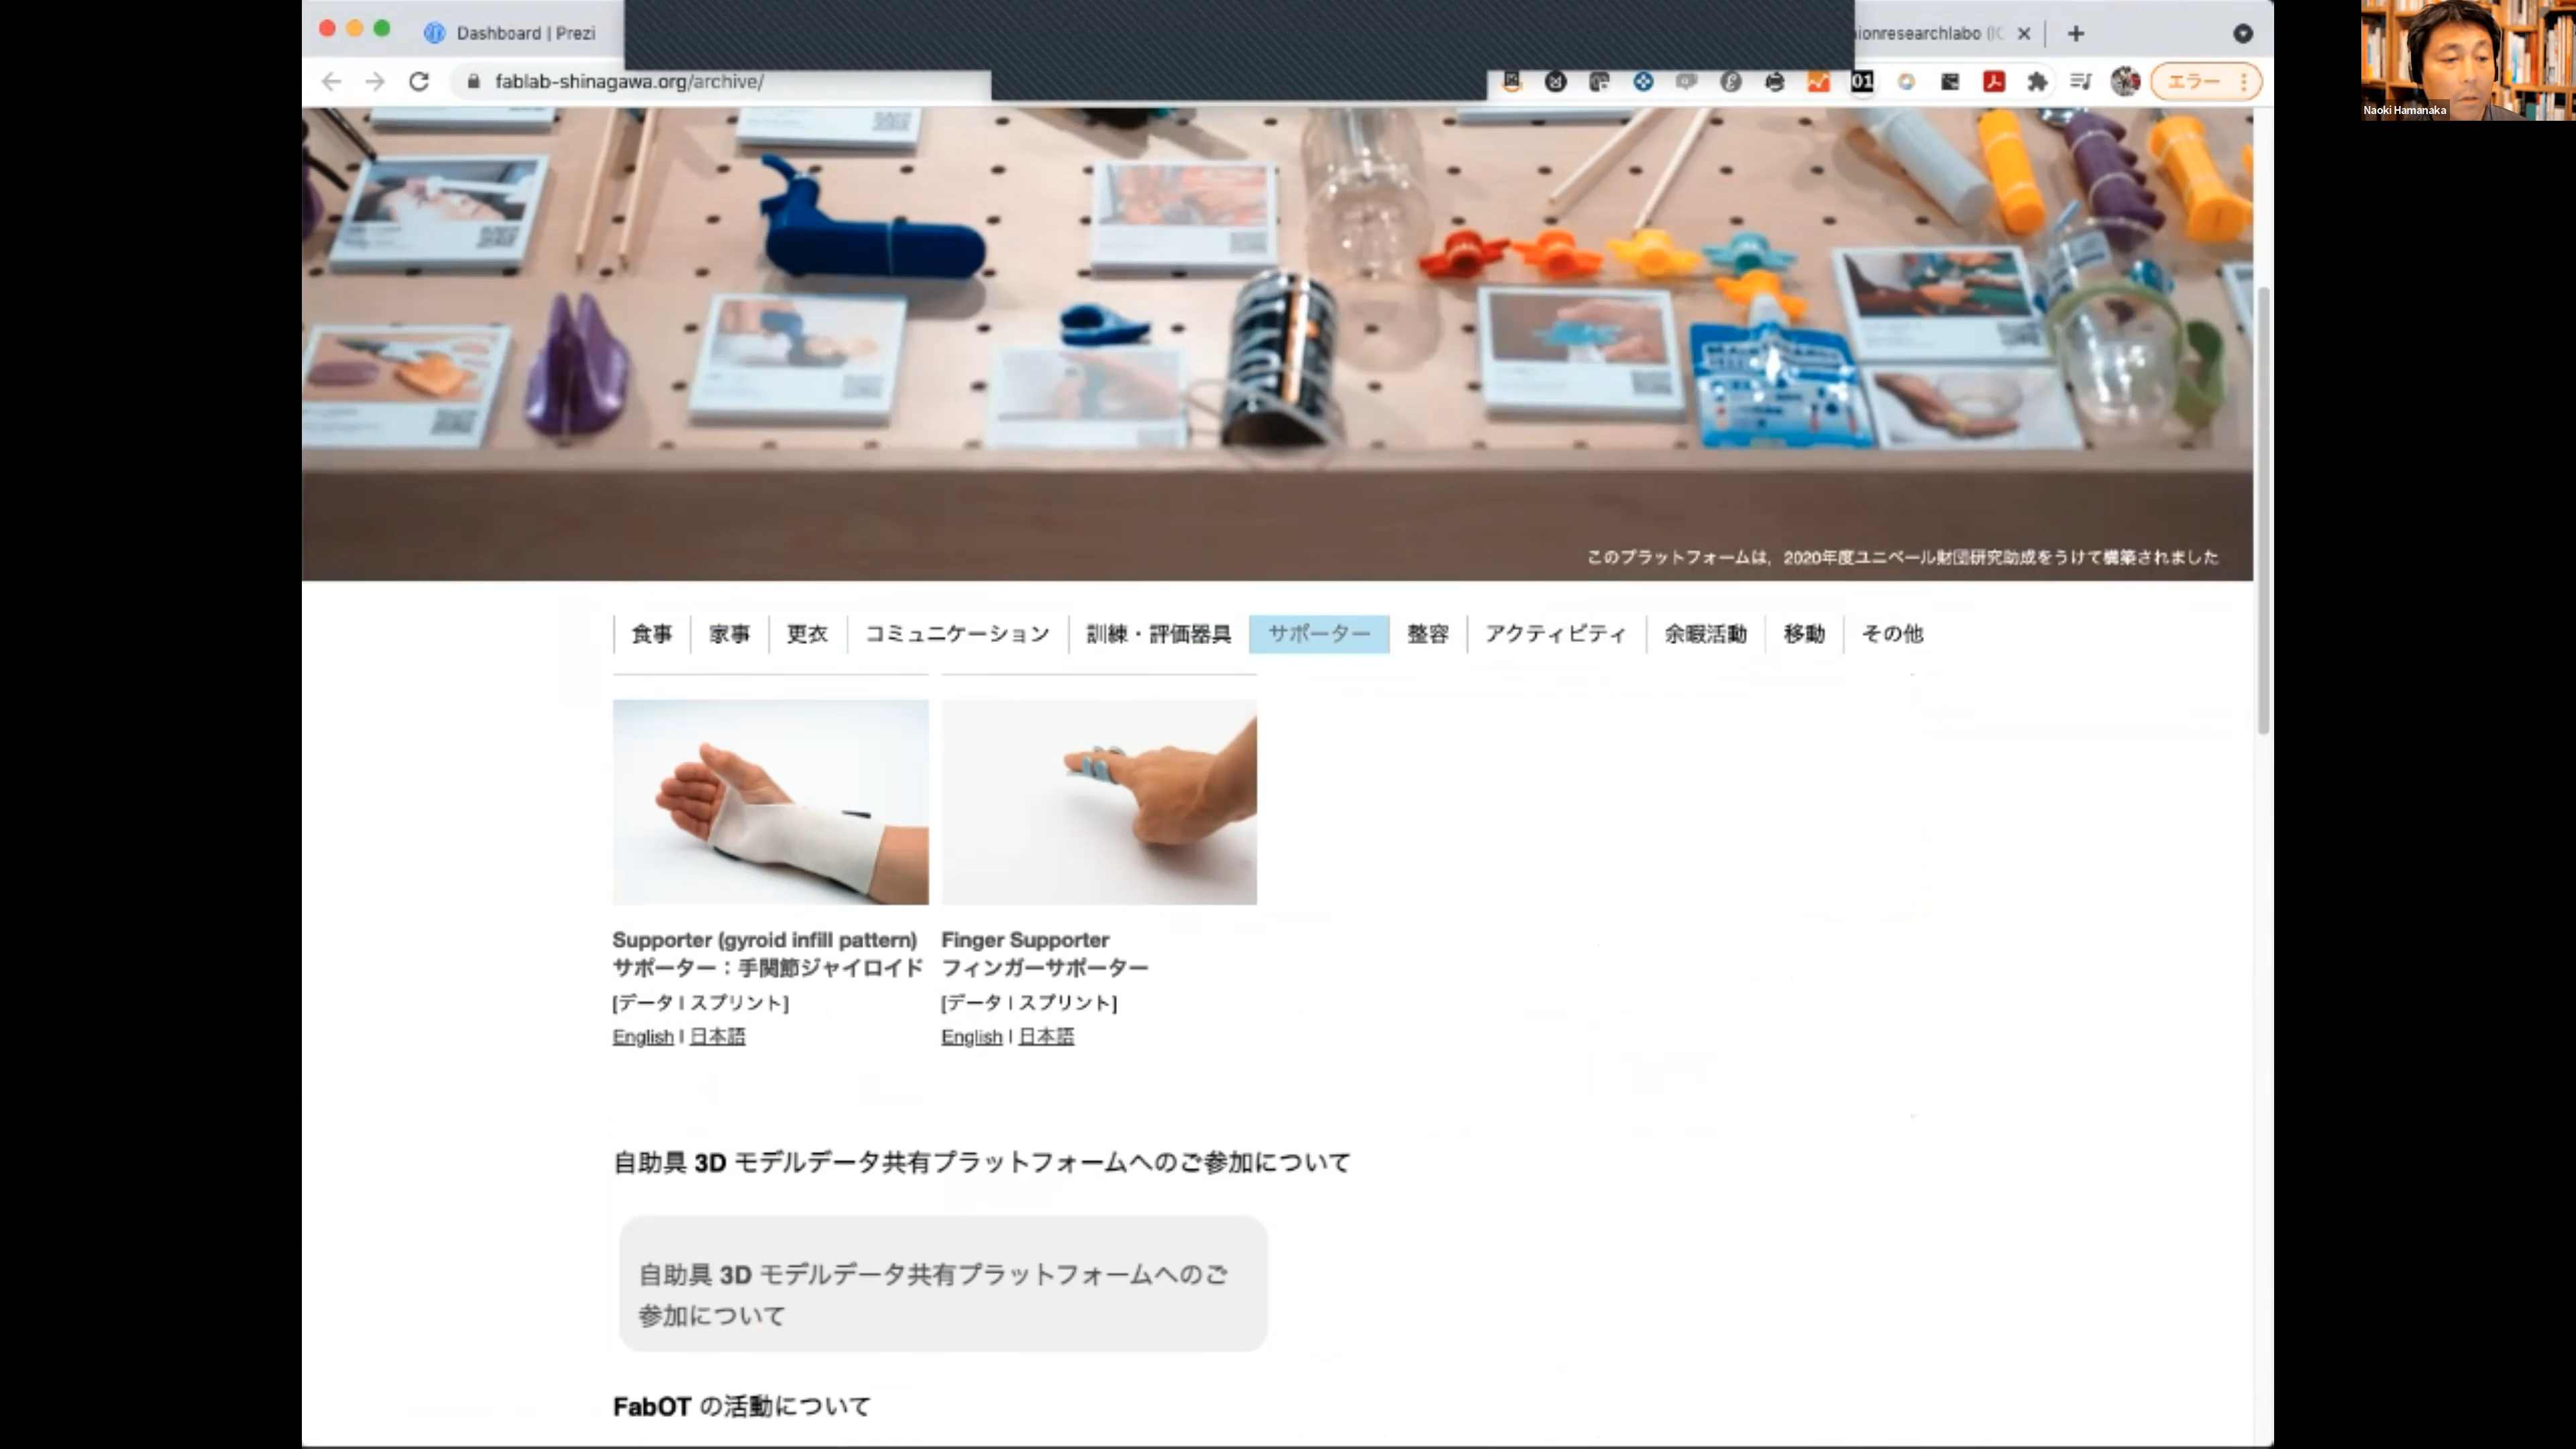 Dashboard | Prezi
ionresearchlabo (IC
fablab-shinagawa.org/archive/
01
エラー
Naoki Hamanaka
このプラットフォームは，2020年度ユニベール財団研究助成をうけて構築されました
食事 家事 更衣 コミュニケーション 訓練・評価器具 サポーター 整容 アクティビティ 余暇活動 移動 その他
Supporter (gyroid infill pattern)
サポーター：手関節ジャイロイド
[データ | スプリント]
English | 日本語
Finger Supporter
フィンガーサポーター
[データ | スプリント]
English | 日本語
自助具 3D モデルデータ共有プラットフォームへのご参加について
自助具 3D モデルデータ共有プラットフォームへのご
参加について
FabOT の活動について